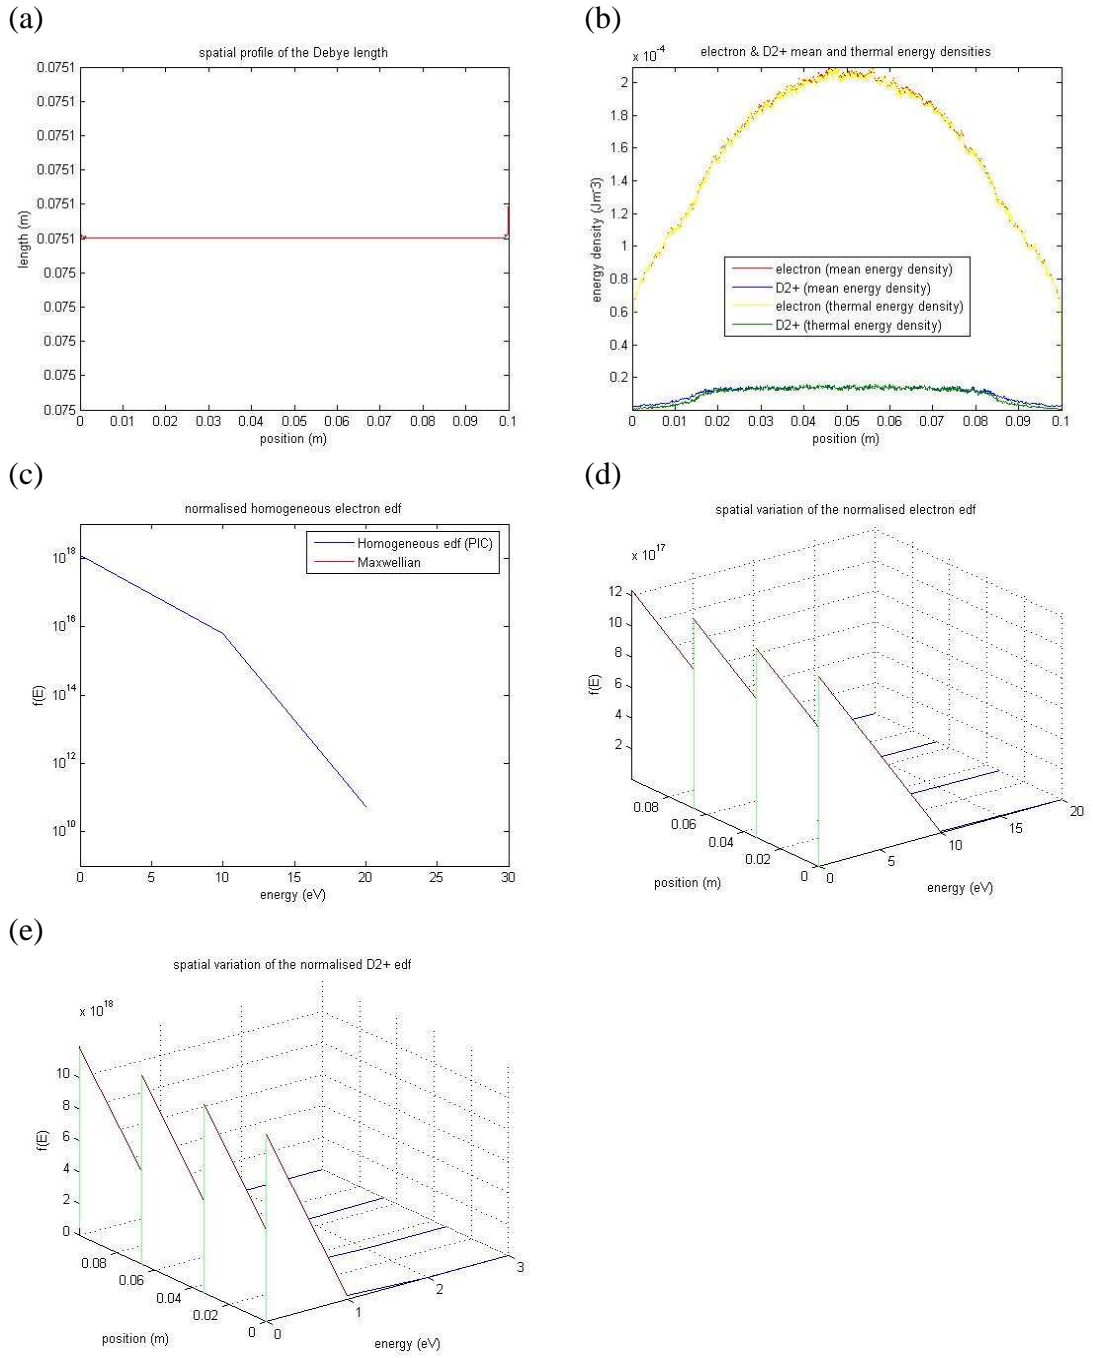 (a)
spatial profile of the Debye length
0.0751
0.0751
0.0751
0.0751
0.0751
0.0751
0.075
0.075
0.075
0.075
0.075
length (m)
0 0.01 0.02 0.03 0.04 0.05 0.06 0.07 0.08 0.09 0.1
position (m)
(b)
electron & D2+ mean and thermal energy densities
x 10^-4
2
1.8
1.6
1.4
1.2
1
0.8
0.6
0.4
0.2
energy density (Jm-3)
electron (mean energy density)
D2+ (mean energy density)
electron (thermal energy density)
D2+ (thermal energy density)
0 0.01 0.02 0.03 0.04 0.05 0.06 0.07 0.08 0.09 0.1
position (m)
(c)
normalised homogeneous electron edf
Homogeneous edf (PIC)
Maxwellian
10^18
10^16
10^14
10^12
10^10
f(E)
0 5 10 15 20 25 30
energy (eV)
(d)
spatial variation of the normalised electron edf
x 10^17
12
10
8
6
4
2
f(E)
0.08
0.06
0.04
0.02
0
position (m)
0
5
10
15
20
energy (eV)
(e)
spatial variation of the normalised D2+ edf
x 10^18
10
8
6
4
2
0
f(E)
0.08
0.06
0.04
0.02
0
position (m)
0
1
2
3
energy (eV)